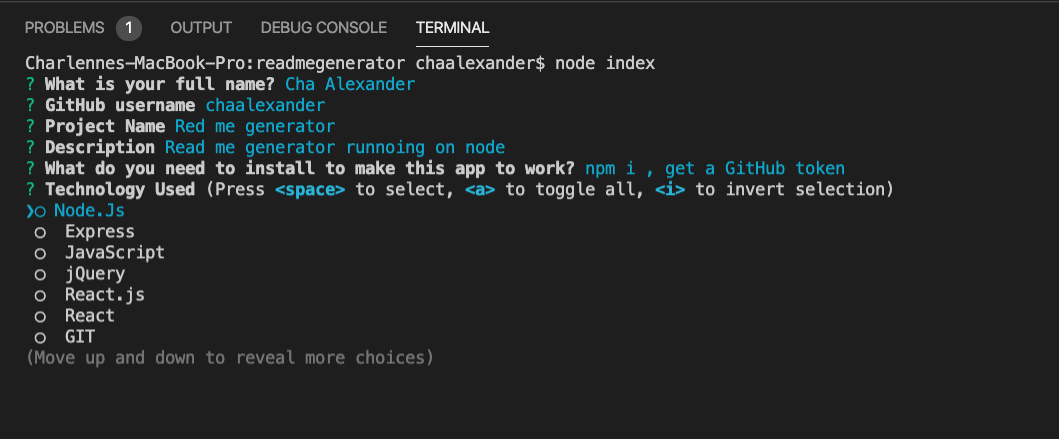 PROBLEMS 1 OUTPUT DEBUG CONSOLE TERMINAL
Charlennes-MacBook-Pro:readmegenerator chaalexander$ node index
? What is your full name? Cha Alexander
? GitHub username chaalexander
? Project Name Red me generator
? Description Read me generator runnoing on node
? What do you need to install to make this app to work? npm i , get a GitHub token
? Technology Used (Press <space> to select, <a> to toggle all, <i> to invert selection)
❯○ Node.Js
○ Express
○ JavaScript
○ jQuery
○ React.js
○ React
○ GIT
(Move up and down to reveal more choices)